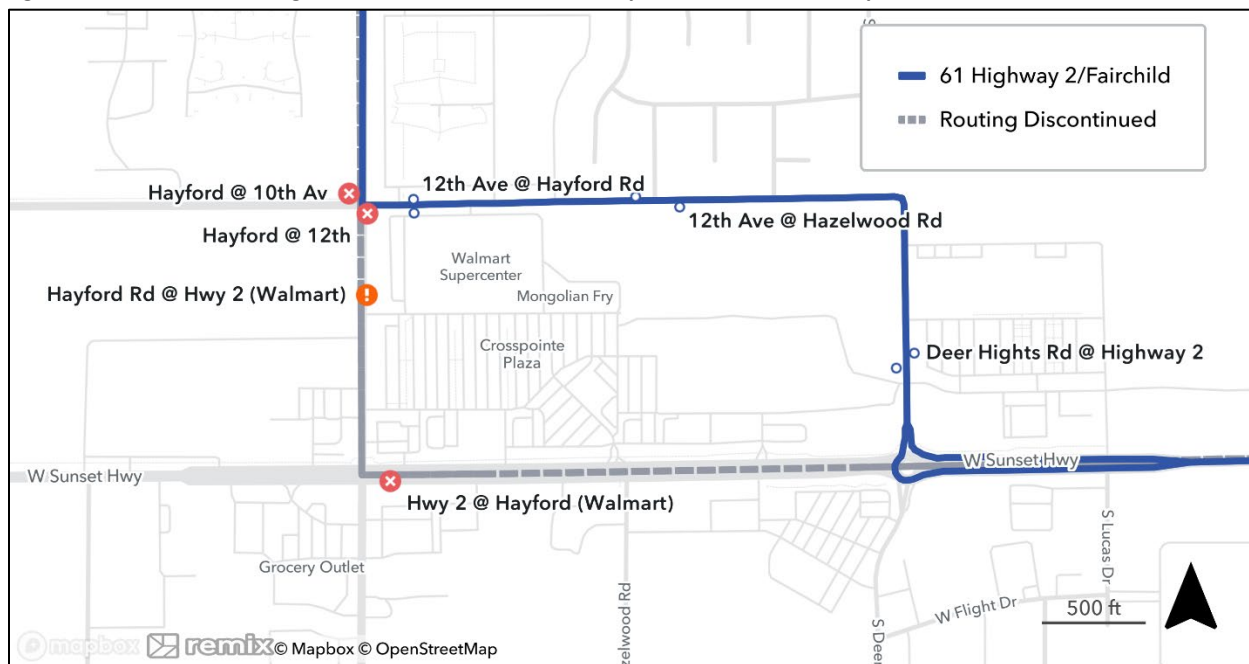 61 Highway 2/Fairchild
Routing Discontinued
Hayford @ 10th Av
12th Ave @ Hayford Rd
Hayford @ 12th
12th Ave @ Hazelwood Rd
Walmart
Supercenter
Hayford Rd @ Hwy 2 (Walmart)
Mongolian Fry
Crosspointe
Plaza
Deer Hights Rd @ Highway 2
W Sunset Hwy
W Sunset Hwy
Hwy 2 @ Hayford (Walmart)
Grocery Outlet
S Lucas Dr
W Flight Dr
500 ft
zelwood Rd
S Deer
mapbox remix © Mapbox © OpenStreetMap